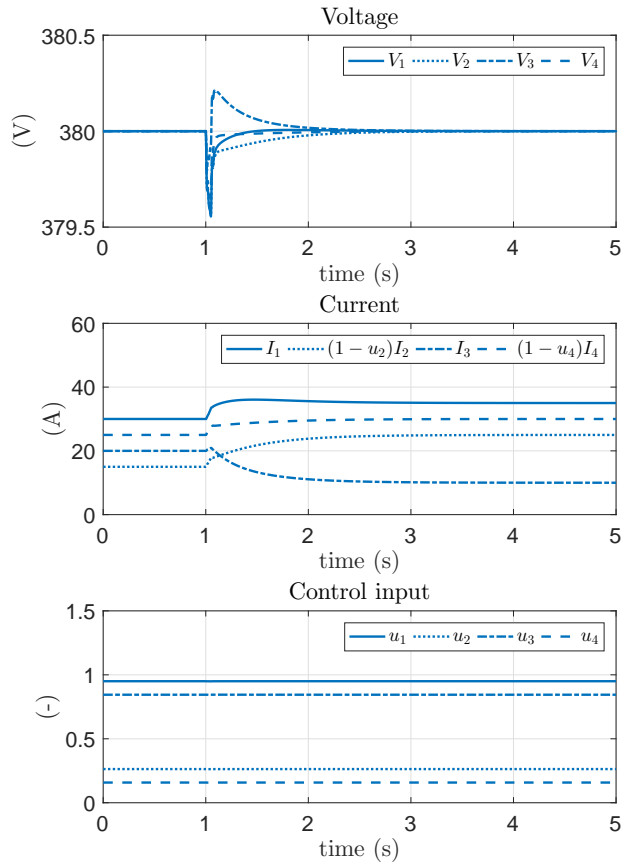 Voltage
380.5
V1 V2 V3 V4
(V)
380
379.5
0 1 2 3 4 5
time (s)
Current
60
I1 (1 − u2)I2 I3 (1 − u4)I4
40
(A)
20
0
0 1 2 3 4 5
time (s)
Control input
1.5
u1 u2 u3 u4
1
(-)
0.5
0
0 1 2 3 4 5
time (s)